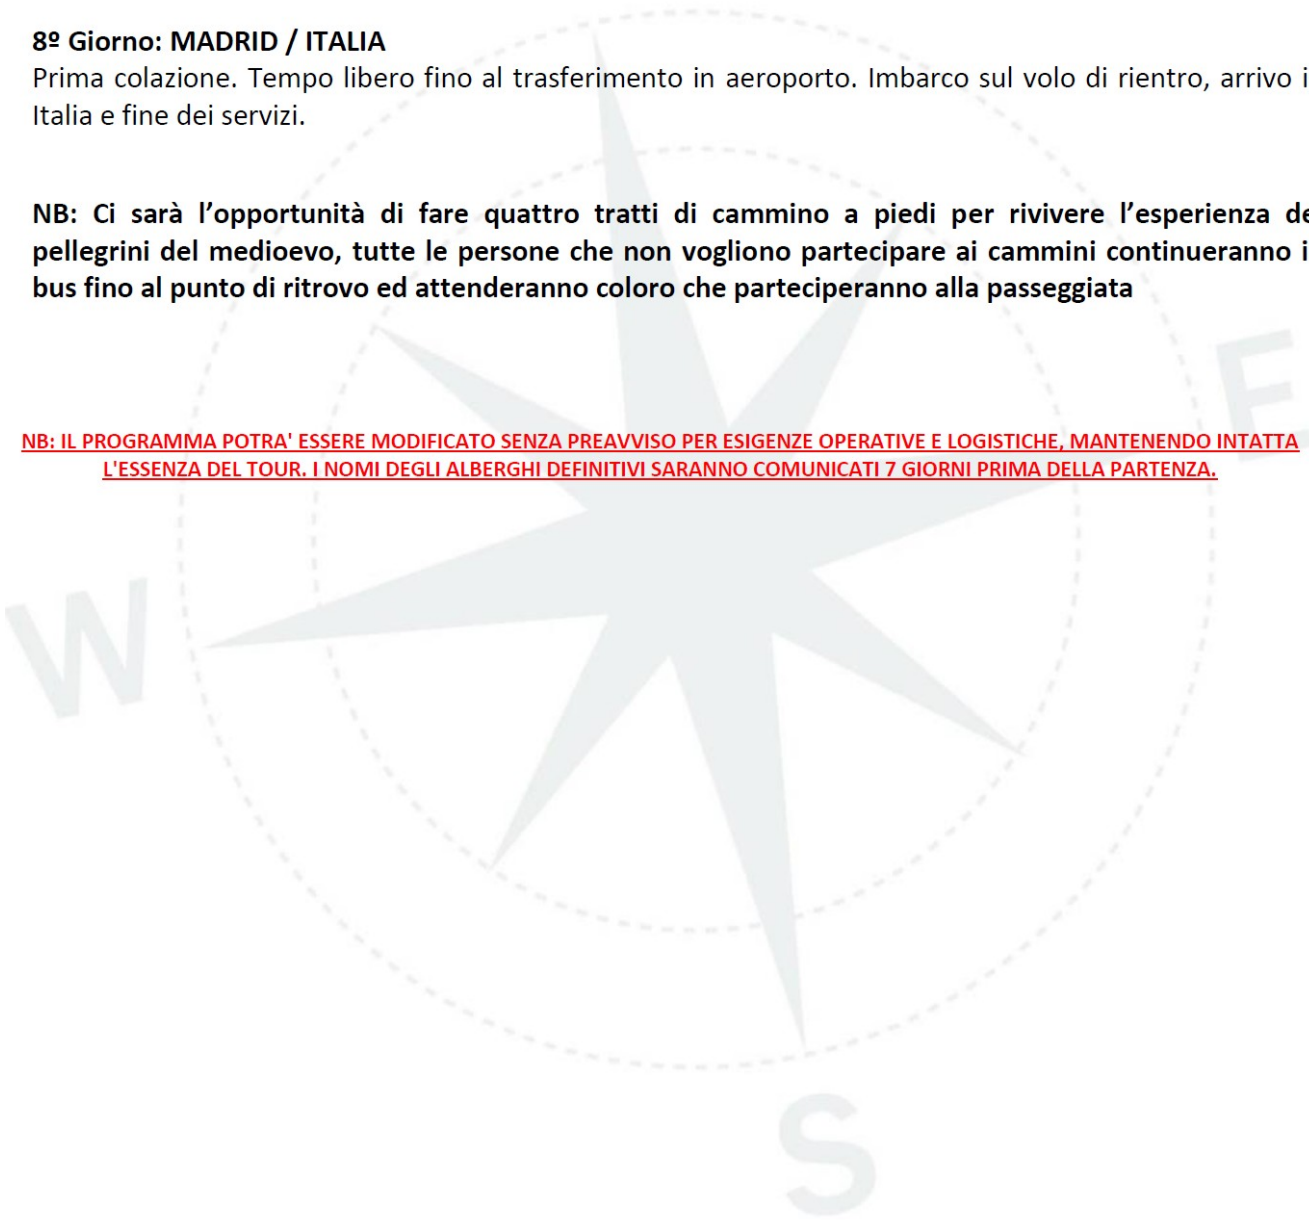 8º Giorno: MADRID / ITALIA
Prima colazione. Tempo libero fino al trasferimento in aeroporto. Imbarco sul volo di rientro, arrivo i
Italia e fine dei servizi.
NB: Ci sarà l’opportunità di fare quattro tratti di cammino a piedi per rivivere l’esperienza de
pellegrini del medioevo, tutte le persone che non vogliono partecipare ai cammini continueranno i
bus fino al punto di ritrovo ed attenderanno coloro che parteciperanno alla passeggiata
E
NB: IL PROGRAMMA POTRA' ESSERE MODIFICATO SENZA PREAVVISO PER ESIGENZE OPERATIVE E LOGISTICHE, MANTENENDO INTATTA
L'ESSENZA DEL TOUR. I NOMI DEGLI ALBERGHI DEFINITIVI SARANNO COMUNICATI 7 GIORNI PRIMA DELLA PARTENZA.
W
S